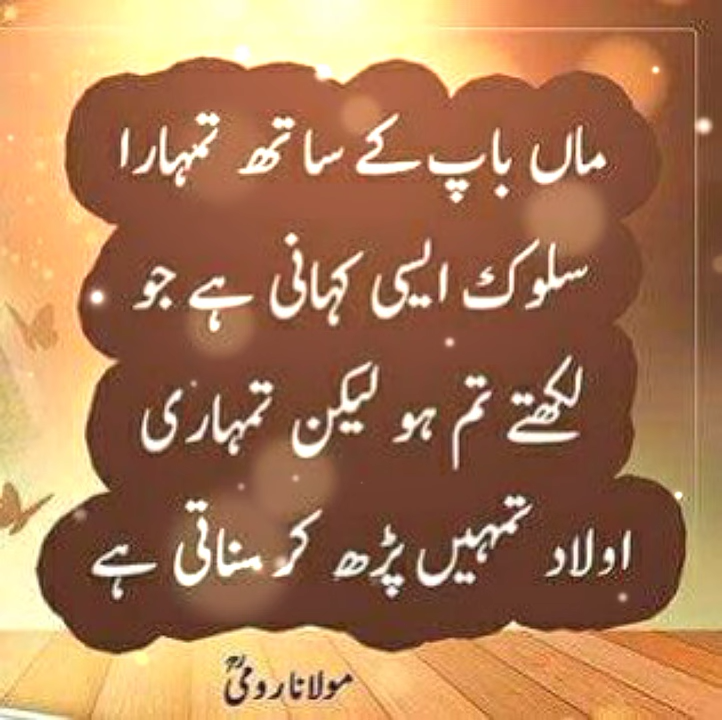 ماں باپ کے ساتھ تمہارا
سلوک ایسی کہانی ہے جو
لکھتے تم ہو لیکن تمہاری
اولاد تمہیں پڑھ کر سناتی ہے
مولانا رومیؒ